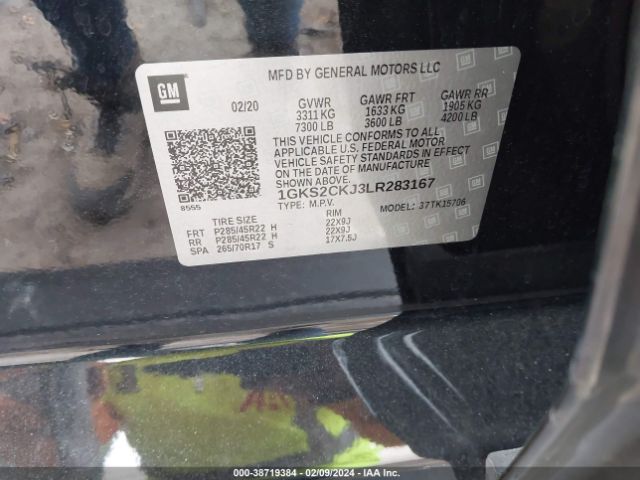 GM
MFD BY GENERAL MOTORS LLC
02/20 GVWR GAWR FRT GAWR RR
3311 KG 1633 KG 1905 KG
7300 LB 3600 LB 4200 LB
THIS VEHICLE CONFORMS TO ALL
APPLICABLE U.S. FEDERAL MOTOR
VEHICLE SAFETY STANDARDS IN EFFECT
ON THE DATE OF MANUFACTURE
SHOWN ABOVE.
1GKS2CKJ3LR283167
8555 TYPE: M.P.V. MODEL: 37TK15706
TIRE SIZE RIM
FRT P285/45R22 H 22X9J
RR P285/45R22 H 22X9J
SPA 265/70R17 S 17X7.5J
000-38719384 - 02/09/2024 - IAA Inc.